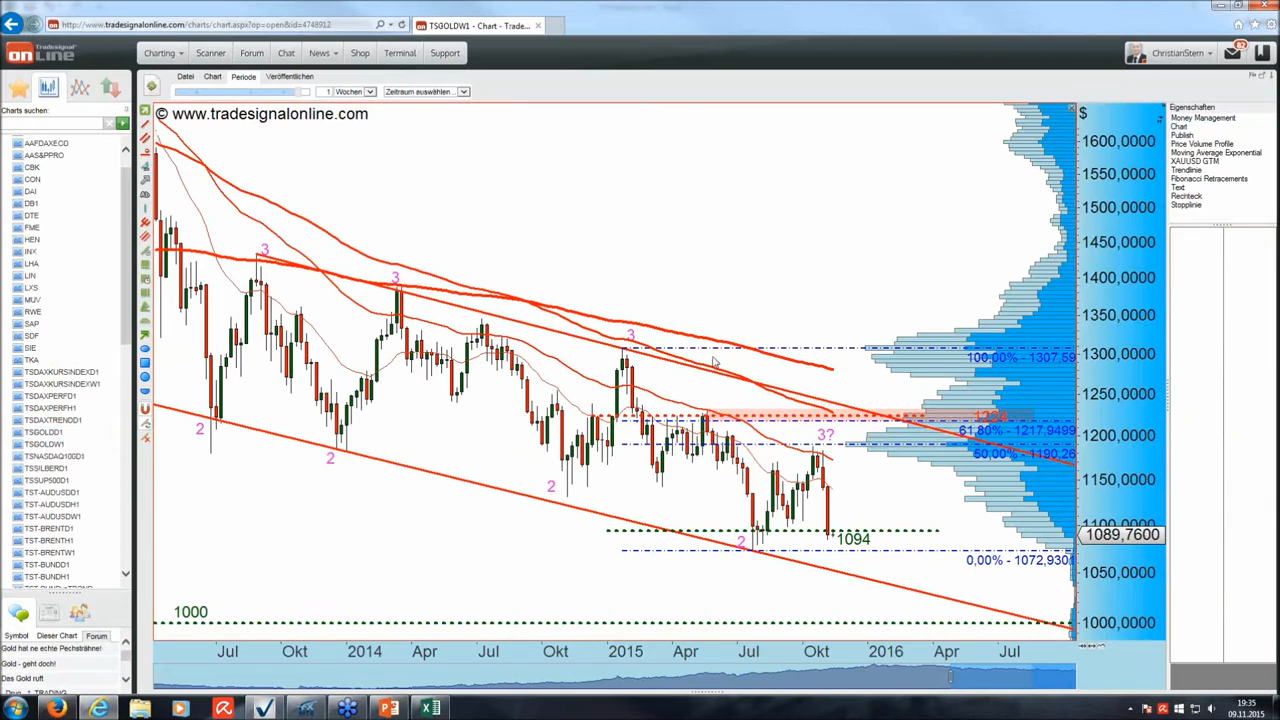 http://www.tradesignalonline.com/charts/chart.aspx?op=open&id=4748912
TSGOLDW1 - Chart - Trade...
Tradesignal
on LINE
Charting
Scanner
Forum
Chat
News
Shop
Terminal
Support
ChristianStern
82
Datei
Chart
Periode
Veröffentlichen
1
Wochen
Zeitraum auswählen
Charts suchen:
AAFDAXECO
AAS&PPRO
CBK
CON
DAI
DB1
DTE
FME
HEN
INX
LHA
LIN
LXS
MUV
RWE
SAP
SDF
SIE
TKA
TSDAXKURSINDEXD1
TSDAXKURSINDEXW1
TSDAXPERFD1
TSDAXPERFH1
TSDAXTRENDD1
TSGOLDD1
TSGOLDW1
TSNASDAQ100D1
TSSILBERD1
TSSUP500D1
TST-AUDUSDD1
TST-AUDUSDH1
TST-AUDUSDW1
TST-BRENTD1
TST-BRENTH1
TST-BRENTW1
TST-BUNDD1
TST-BUNDH1
Symbol
Dieser Chart
Forum
Gold hat ne echte Pechsträhne!
Gold - geht doch!
Das Gold ruft
© www.tradesignalonline.com
$
1600,0000
1550,0000
1500,0000
1450,0000
1400,0000
1350,0000
1300,0000
1250,0000
1200,0000
1150,0000
1100,0000
1089,7600
1050,0000
1000,0000
3
3
3
3?
2
2
2
2
100,00% - 1307,59
1224
61,80% - 1217,9499
50,00% - 1190,26
1094
0,00% - 1072,9301
1000
Jul
Okt
2014
Apr
Jul
Okt
2015
Apr
Jul
Okt
2016
Apr
Jul
Eigenschaften
Money Management
Chart
Publish
Price Volume Profile
Moving Average Exponential
XAUUSD GTM
Trendlinie
Fibonacci Retracements
Text
Rechteck
Stopplinie
19:35
09.11.2015